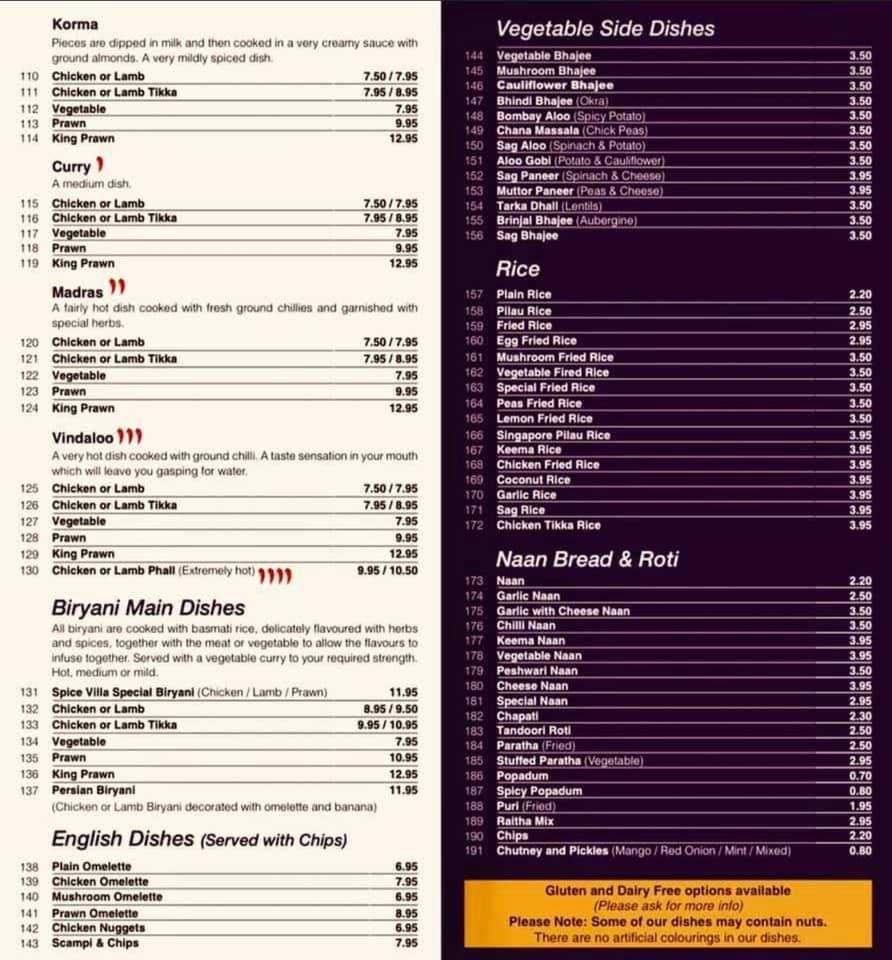 Korma
Pieces are dipped in milk and then cooked in a very creamy sauce with
ground almonds. A very mildly spiced dish.
110 Chicken or Lamb 7.50 / 7.95
111 Chicken or Lamb Tikka 7.95 / 8.95
112 Vegetable 7.95
113 Prawn 9.95
114 King Prawn 12.95
Curry
A medium dish.
115 Chicken or Lamb 7.50 / 7.95
116 Chicken or Lamb Tikka 7.95 / 8.95
117 Vegetable 7.95
118 Prawn 9.95
119 King Prawn 12.95
Madras
A fairly hot dish cooked with fresh ground chillies and garnished with
special herbs.
120 Chicken or Lamb 7.50 / 7.95
121 Chicken or Lamb Tikka 7.95 / 8.95
122 Vegetable 7.95
123 Prawn 9.95
124 King Prawn 12.95
Vindaloo
A very hot dish cooked with ground chilli. A taste sensation in your mouth
which will leave you gasping for water.
125 Chicken or Lamb 7.50 / 7.95
126 Chicken or Lamb Tikka 7.95 / 8.95
127 Vegetable 7.95
128 Prawn 9.95
129 King Prawn 12.95
130 Chicken or Lamb Phall (Extremely hot) 9.95 / 10.50
Biryani Main Dishes
All biryani are cooked with basmati rice, delicately flavoured with herbs
and spices, together with the meat or vegetable to allow the flavours to
infuse together. Served with a vegetable curry to your required strength.
Hot, medium or mild.
131 Spice Villa Special Biryani (Chicken / Lamb / Prawn) 11.95
132 Chicken or Lamb 8.95 / 9.50
133 Chicken or Lamb Tikka 9.95 / 10.95
134 Vegetable 7.95
135 Prawn 10.95
136 King Prawn 12.95
137 Persian Biryani 11.95
(Chicken or Lamb Biryani decorated with omelette and banana)
English Dishes (Served with Chips)
138 Plain Omelette 6.95
139 Chicken Omelette 7.95
140 Mushroom Omelette 6.95
141 Prawn Omelette 8.95
142 Chicken Nuggets 6.95
143 Scampi & Chips 7.95
Vegetable Side Dishes
144 Vegetable Bhajee 3.50
145 Mushroom Bhajee 3.50
146 Cauliflower Bhajee 3.50
147 Bhindi Bhajee (Okra) 3.50
148 Bombay Aloo (Spicy Potato) 3.50
149 Chana Massala (Chick Peas) 3.50
150 Sag Aloo (Spinach & Potato) 3.50
151 Aloo Gobi (Potato & Cauliflower) 3.50
152 Sag Paneer (Spinach & Cheese) 3.95
153 Muttor Paneer (Peas & Cheese) 3.95
154 Tarka Dhall (Lentils) 3.50
155 Brinjal Bhajee (Aubergine) 3.50
156 Sag Bhajee 3.50
Rice
157 Plain Rice 2.20
158 Pilau Rice 2.50
159 Fried Rice 2.95
160 Egg Fried Rice 2.95
161 Mushroom Fried Rice 3.50
162 Vegetable Fired Rice 3.50
163 Special Fried Rice 3.50
164 Peas Fried Rice 3.50
165 Lemon Fried Rice 3.50
166 Singapore Pilau Rice 3.95
167 Keema Rice 3.95
168 Chicken Fried Rice 3.95
169 Coconut Rice 3.95
170 Garlic Rice 3.95
171 Sag Rice 3.95
172 Chicken Tikka Rice 3.95
Naan Bread & Roti
173 Naan 2.20
174 Garlic Naan 2.50
175 Garlic with Cheese Naan 3.50
176 Chilli Naan 3.50
177 Keema Naan 3.95
178 Vegetable Naan 3.95
179 Peshwari Naan 3.50
180 Cheese Naan 3.95
181 Special Naan 2.95
182 Chapati 2.30
183 Tandoori Roti 2.50
184 Paratha (Fried) 2.50
185 Stuffed Paratha (Vegetable) 2.95
186 Popadum 0.70
187 Spicy Popadum 0.80
188 Puri (Fried) 1.95
189 Raitha Mix 2.95
190 Chips 2.20
191 Chutney and Pickles (Mango / Red Onion / Mint / Mixed) 0.80
Gluten and Dairy Free options available
(Please ask for more info)
Please Note: Some of our dishes may contain nuts.
There are no artificial colourings in our dishes.